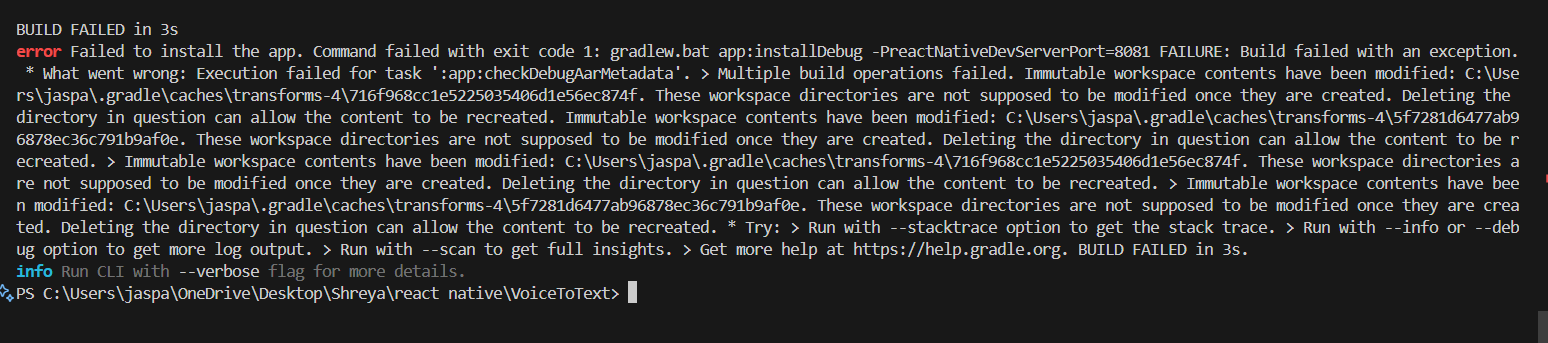 BUILD FAILED in 3s
error Failed to install the app. Command failed with exit code 1: gradlew.bat app:installDebug -PreactNativeDevServerPort=8081 FAILURE: Build failed with an exception.
* What went wrong: Execution failed for task ':app:checkDebugAarMetadata'. > Multiple build operations failed. Immutable workspace contents have been modified: C:\Use
rs\jaspa\.gradle\caches\transforms-4\716f968cc1e5225035406d1e56ec874f. These workspace directories are not supposed to be modified once they are created. Deleting the
directory in question can allow the content to be recreated. Immutable workspace contents have been modified: C:\Users\jaspa\.gradle\caches\transforms-4\5f7281d6477ab9
6878ec36c791b9af0e. These workspace directories are not supposed to be modified once they are created. Deleting the directory in question can allow the content to be r
ecreated. > Immutable workspace contents have been modified: C:\Users\jaspa\.gradle\caches\transforms-4\716f968cc1e5225035406d1e56ec874f. These workspace directories a
re not supposed to be modified once they are created. Deleting the directory in question can allow the content to be recreated. > Immutable workspace contents have bee
n modified: C:\Users\jaspa\.gradle\caches\transforms-4\5f7281d6477ab96878ec36c791b9af0e. These workspace directories are not supposed to be modified once they are crea
ted. Deleting the directory in question can allow the content to be recreated. * Try: > Run with --stacktrace option to get the stack trace. > Run with --info or --deb
ug option to get more log output. > Run with --scan to get full insights. > Get more help at https://help.gradle.org. BUILD FAILED in 3s.
info Run CLI with --verbose flag for more details.
PS C:\Users\jaspa\OneDrive\Desktop\Shreya\react native\VoiceToText>